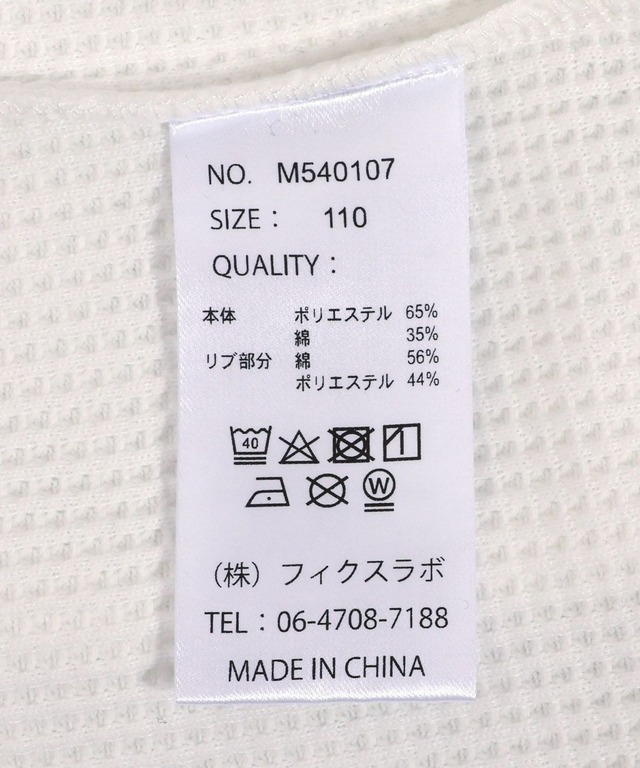 NO. M540107
SIZE： 110
QUALITY：
本体 ポリエステル 65%
綿 35%
リブ部分 綿 56%
ポリエステル 44%
40
W
（株）フィクスラボ
TEL：06-4708-7188
MADE IN CHINA